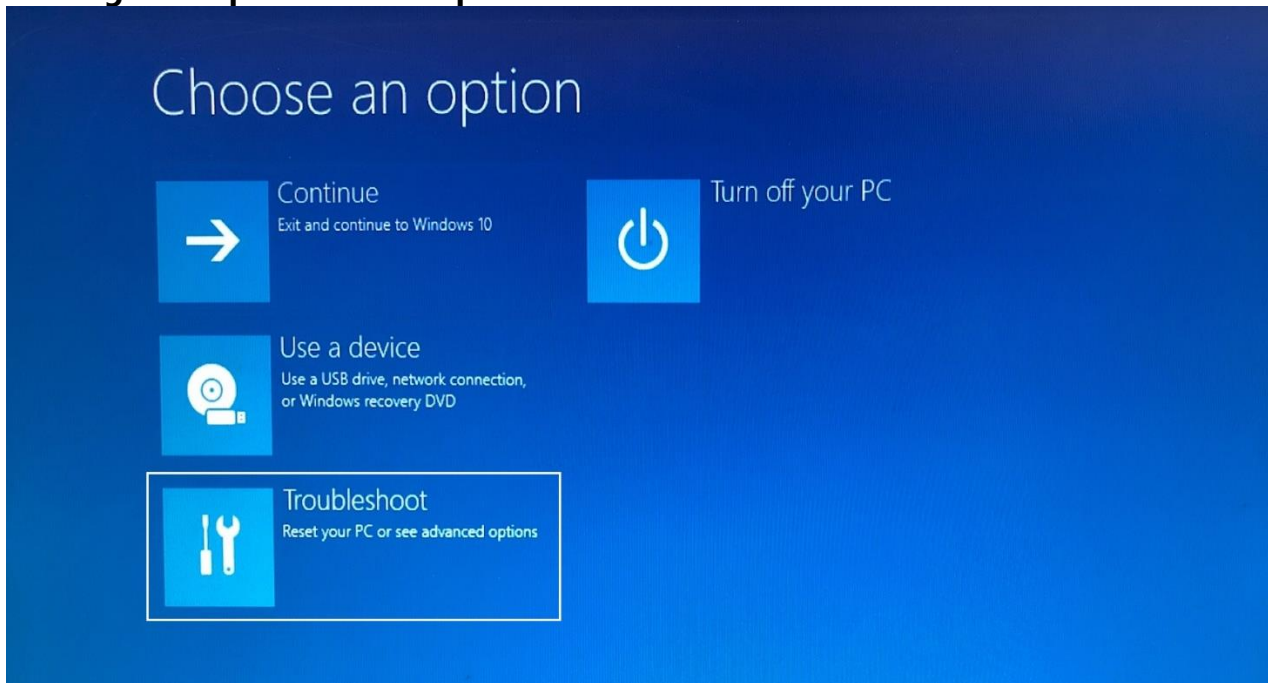 Choose an option
Continue
Exit and continue to Windows 10
Turn off your PC
Use a device
Use a USB drive, network connection,
or Windows recovery DVD
Troubleshoot
Reset your PC or see advanced options